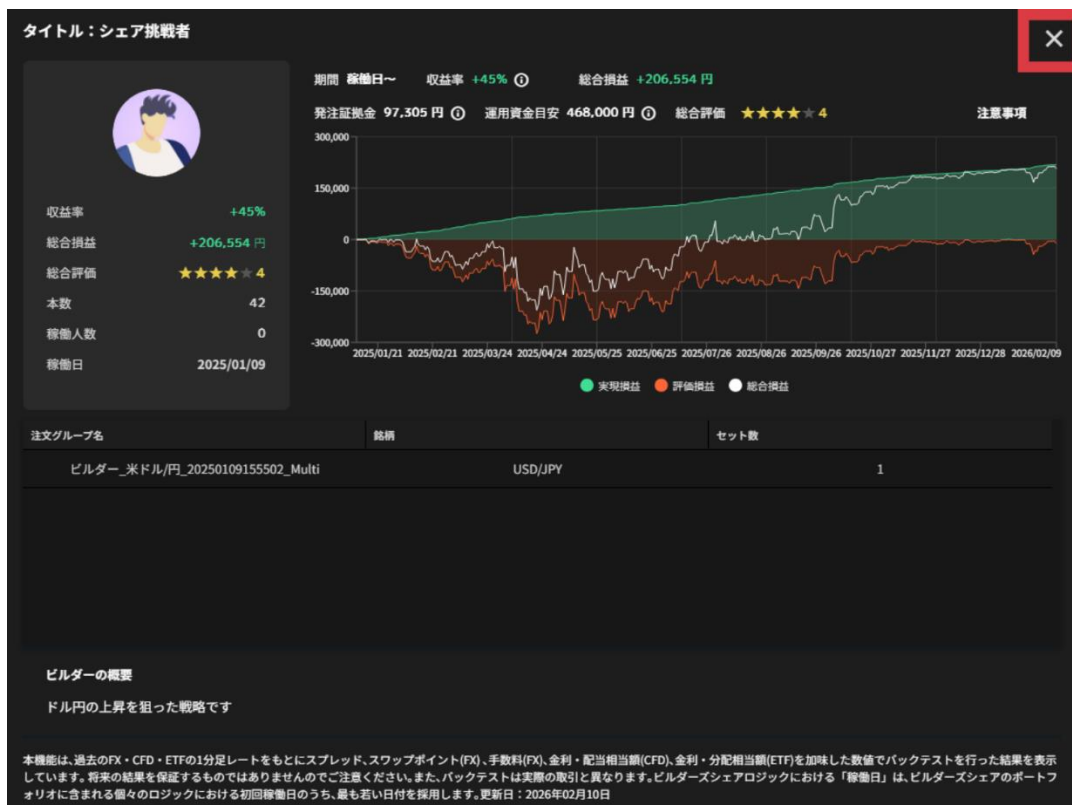 タイトル：シェア挑戦者
期間 稼働日～ 収益率 +45% 総合損益 +206,554 円
発注証拠金 97,305 円 運用資金目安 468,000 円 総合評価 ★★★★★ 4 注意事項
収益率 +45%
総合損益 +206,554 円
総合評価 ★★★★★ 4
本数 42
稼働人数 0
稼働日 2025/01/09
300,000
150,000
0
-150,000
-300,000
2025/01/21 2025/02/21 2025/03/24 2025/04/24 2025/05/25 2025/06/25 2025/07/26 2025/08/26 2025/09/26 2025/10/27 2025/11/27 2025/12/28 2026/02/09
実現損益 評価損益 総合損益
注文グループ名 銘柄 セット数
ビルダー_米ドル/円_20250109155502_Multi USD/JPY 1
ビルダーの概要
ドル円の上昇を狙った戦略です
本機能は、過去のFX・CFD・ETFの1分足レートをもとにスプレッド、スワップポイント(FX)、手数料(FX)、金利・配当相当額(CFD)、金利・分配相当額(ETF)を加味した数値でバックテストを行った結果を表示
しています。将来の結果を保証するものではありませんのでご注意ください。また、バックテストは実際の取引と異なります。ビルダーズシェアロジックにおける「稼働日」は、ビルダーズシェアのポートフ
ォリオに含まれる個々のロジックにおける初回稼働日のうち、最も若い日付を採用します。更新日：2026年02月10日